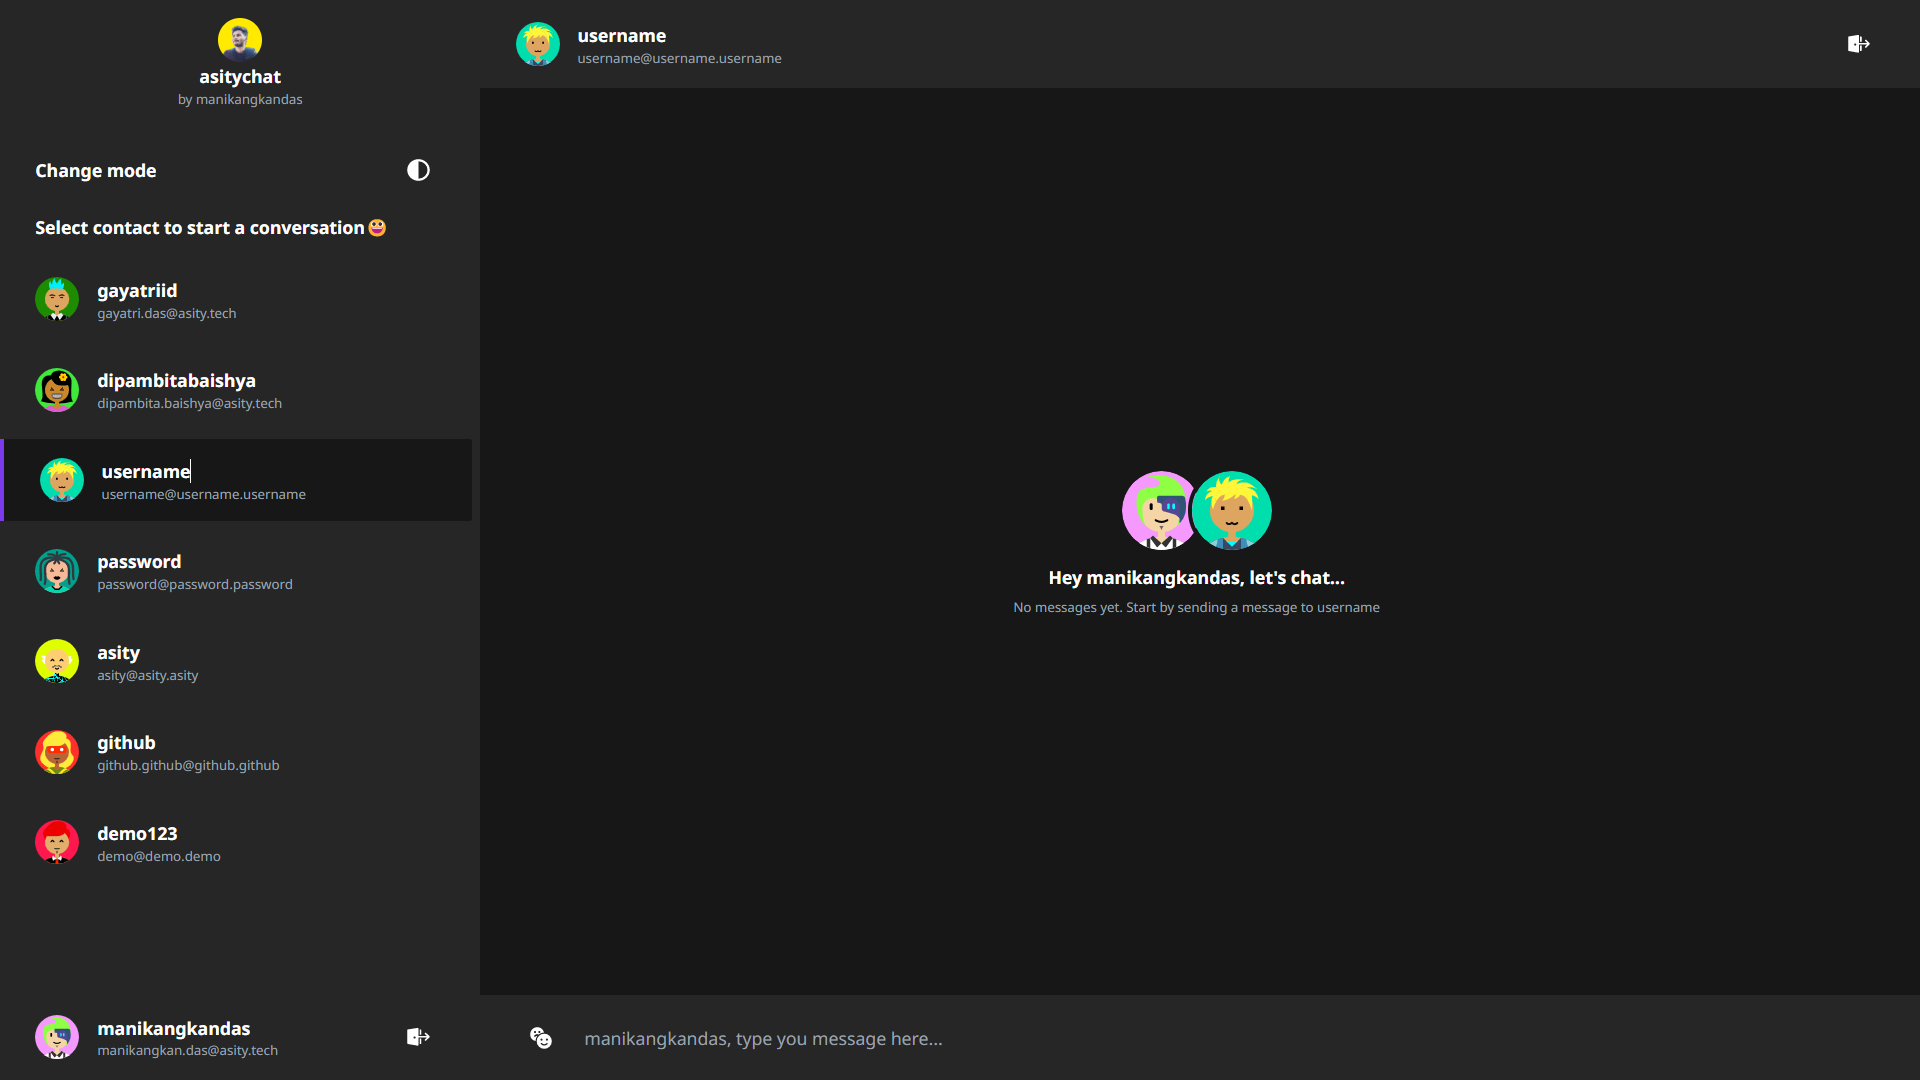 asitychat
by manikangkandas
Change mode
Select contact to start a conversation😀
gayatriid
gayatri.das@asity.tech
dipambitabaishya
dipambita.baishya@asity.tech
username
username@username.username
password
password@password.password
asity
asity@asity.asity
github
github.github@github.github
demo123
demo@demo.demo
manikangkandas
manikangkan.das@asity.tech
username
username@username.username
Hey manikangkandas, let's chat...
No messages yet. Start by sending a message to username
manikangkandas, type you message here...